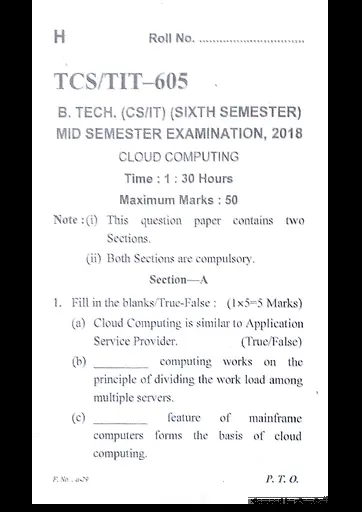 H Roll No. ..............................
TCS/TIT–605
B. TECH. (CS/IT) (SIXTH SEMESTER)
MID SEMESTER EXAMINATION, 2018
CLOUD COMPUTING
Time : 1 : 30 Hours
Maximum Marks : 50
Note : (i) This question paper contains two
Sections.
(ii) Both Sections are compulsory.
Section—A
1. Fill in the blanks/True-False : (1×5=5 Marks)
(a) Cloud Computing is similar to Application
Service Provider. (True/False)
(b) ________ computing works on the
principle of dividing the work load among
multiple servers.
(c) ________ feature of mainframe
computers forms the basis of cloud
computing.
P. T. O.